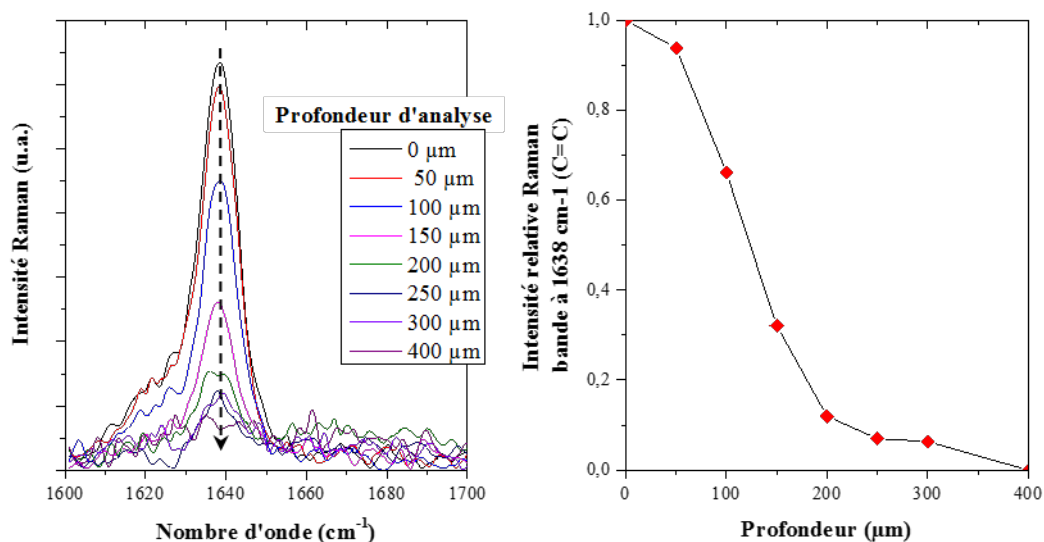 Intensité Raman (u.a.)
Profondeur d'analyse
0 µm
50 µm
100 µm
150 µm
200 µm
250 µm
300 µm
400 µm
1600 1620 1640 1660 1680 1700
Nombre d'onde (cm⁻¹)
Intensité relative Raman
bande à 1638 cm-1 (C=C)
1,0
0,8
0,6
0,4
0,2
0,0
0 100 200 300 400
Profondeur (µm)